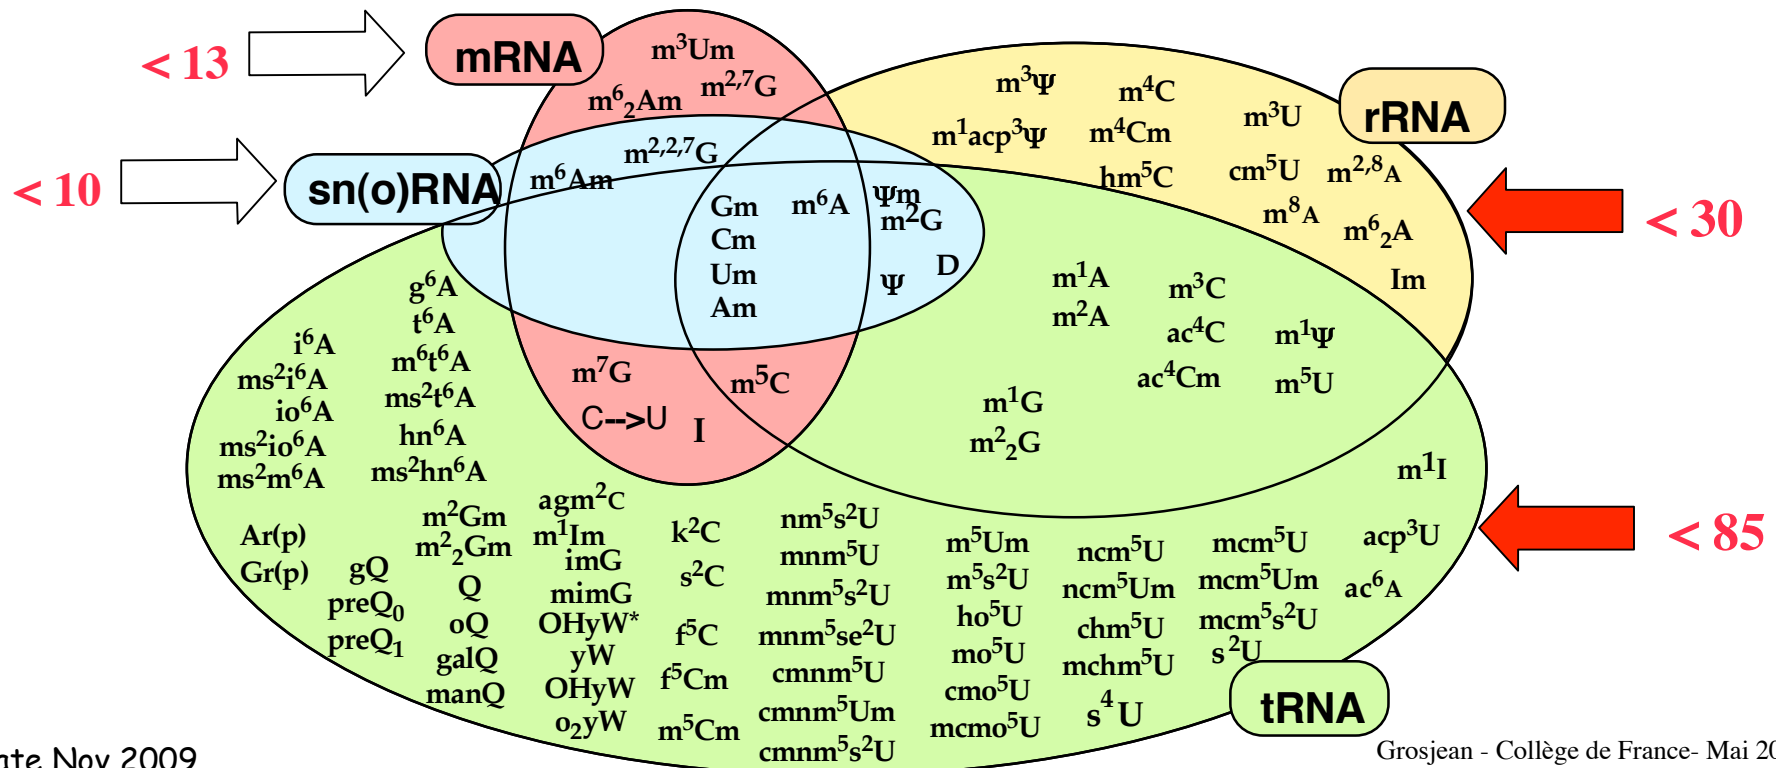 < 13
mRNA
m³Um
m²,⁷G
m⁶₂Am
< 10
sn(o)RNA
m²,²,⁷G
m⁶Am
Gm
Cm
Um
Am
m⁶A
Ψm
m²G
D
Ψ
rRNA
< 30
m³Ψ
m⁴C
m³U
m¹acp³Ψ
m⁴Cm
hm⁵C
cm⁵U
m²,⁸A
m⁸A
m⁶₂A
Im
m¹A
m²A
m³C
ac⁴C
ac⁴Cm
m¹Ψ
m⁵U
m¹G
m²₂G
m⁷G
m⁵C
C-->U
I
g⁶A
t⁶A
m⁶t⁶A
ms²t⁶A
hn⁶A
ms²hn⁶A
i⁶A
ms²i⁶A
io⁶A
ms²io⁶A
ms²m⁶A
Ar(p)
Gr(p)
gQ
preQ₀
preQ₁
m²Gm
m²₂Gm
Q
oQ
galQ
manQ
agm²C
m¹Im
imG
mimG
OHyW*
yW
OHyW
o₂yW
k²C
s²C
f⁵C
f⁵Cm
m⁵Cm
nm⁵s²U
mnm⁵U
mnm⁵s²U
mnm⁵se²U
cmnm⁵U
cmnm⁵Um
cmnm⁵s²U
m⁵Um
m⁵s²U
ho⁵U
mo⁵U
cmo⁵U
mcmo⁵U
ncm⁵U
ncm⁵Um
chm⁵U
mchm⁵U
s⁴U
mcm⁵U
mcm⁵Um
mcm⁵s²U
s²U
m¹I
acp³U
ac⁶A
< 85
tRNA
ate Nov 2009
Grosjean - Collège de France- Mai 20